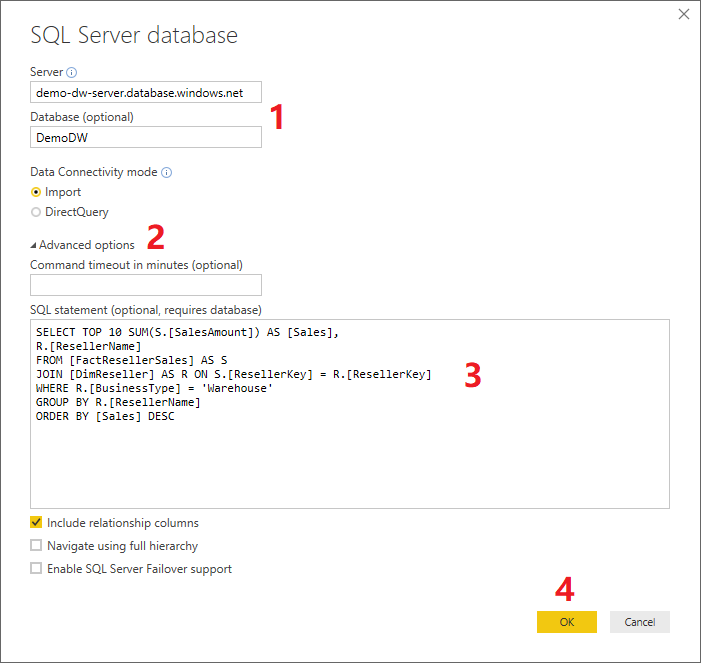 SQL Server database
Server
demo-dw-server.database.windows.net
1
Database (optional)
DemoDW
Data Connectivity mode
Import
DirectQuery
2
Advanced options
Command timeout in minutes (optional)
SQL statement (optional, requires database)
SELECT TOP 10 SUM(S.[SalesAmount]) AS [Sales],
R.[ResellerName]
FROM [FactResellerSales] AS S
JOIN [DimReseller] AS R ON S.[ResellerKey] = R.[ResellerKey]
3
WHERE R.[BusinessType] = 'Warehouse'
GROUP BY R.[ResellerName]
ORDER BY [Sales] DESC
Include relationship columns
Navigate using full hierarchy
Enable SQL Server Failover support
4
OK Cancel